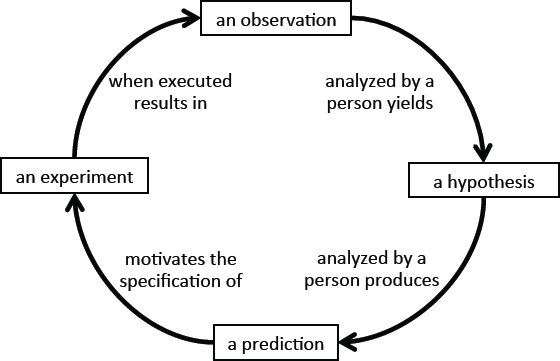 an observation
when executed
results in
analyzed by a
person yields
an experiment
a hypothesis
motivates the
specification of
analyzed by a
person produces
a prediction